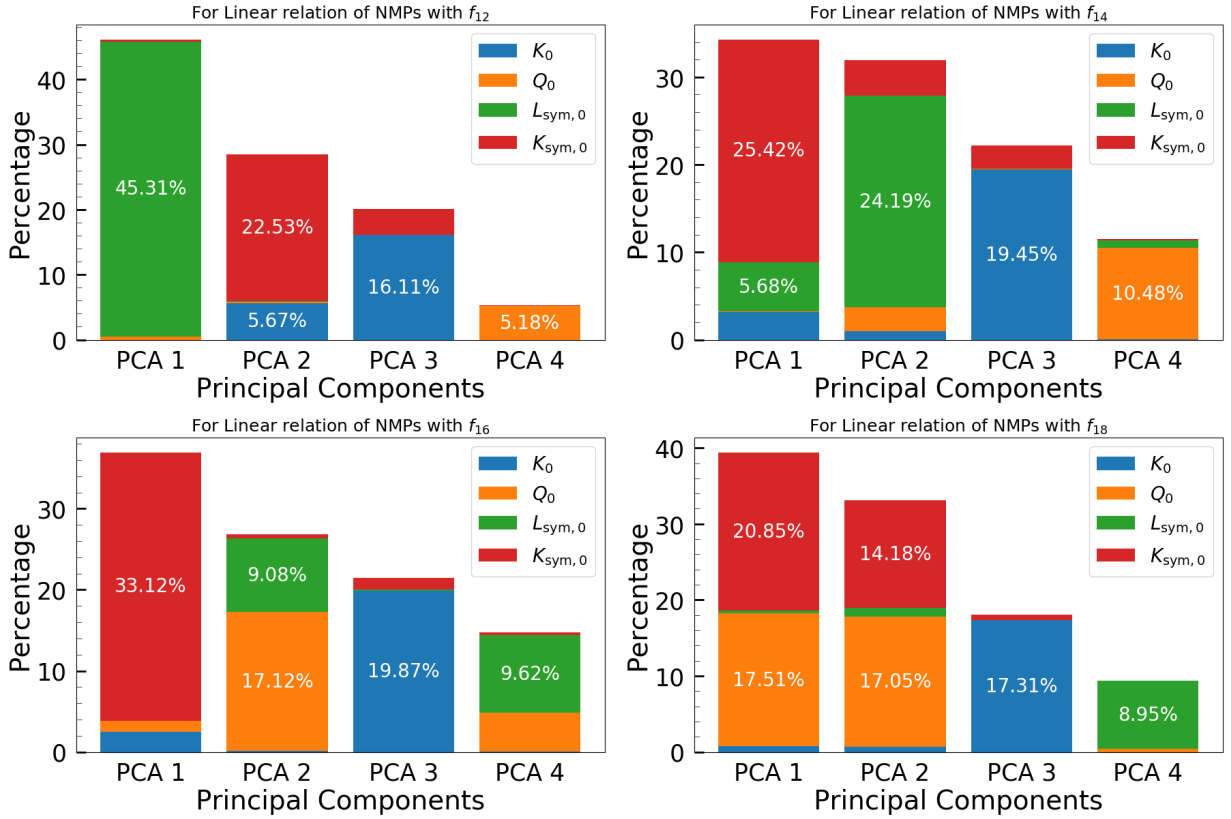 For Linear relation of NMPs with f12
Percentage
40
30
20
10
0
45.31%
22.53%
5.67%
16.11%
5.18%
K0
Q0
Lsym, 0
Ksym, 0
PCA 1 PCA 2 PCA 3 PCA 4
Principal Components
For Linear relation of NMPs with f14
Percentage
30
20
10
0
25.42%
5.68%
24.19%
19.45%
10.48%
K0
Q0
Lsym, 0
Ksym, 0
PCA 1 PCA 2 PCA 3 PCA 4
Principal Components
For Linear relation of NMPs with f16
Percentage
30
20
10
0
33.12%
9.08%
17.12%
19.87%
9.62%
K0
Q0
Lsym, 0
Ksym, 0
PCA 1 PCA 2 PCA 3 PCA 4
Principal Components
For Linear relation of NMPs with f18
Percentage
40
30
20
10
0
20.85%
17.51%
14.18%
17.05%
17.31%
8.95%
K0
Q0
Lsym, 0
Ksym, 0
PCA 1 PCA 2 PCA 3 PCA 4
Principal Components